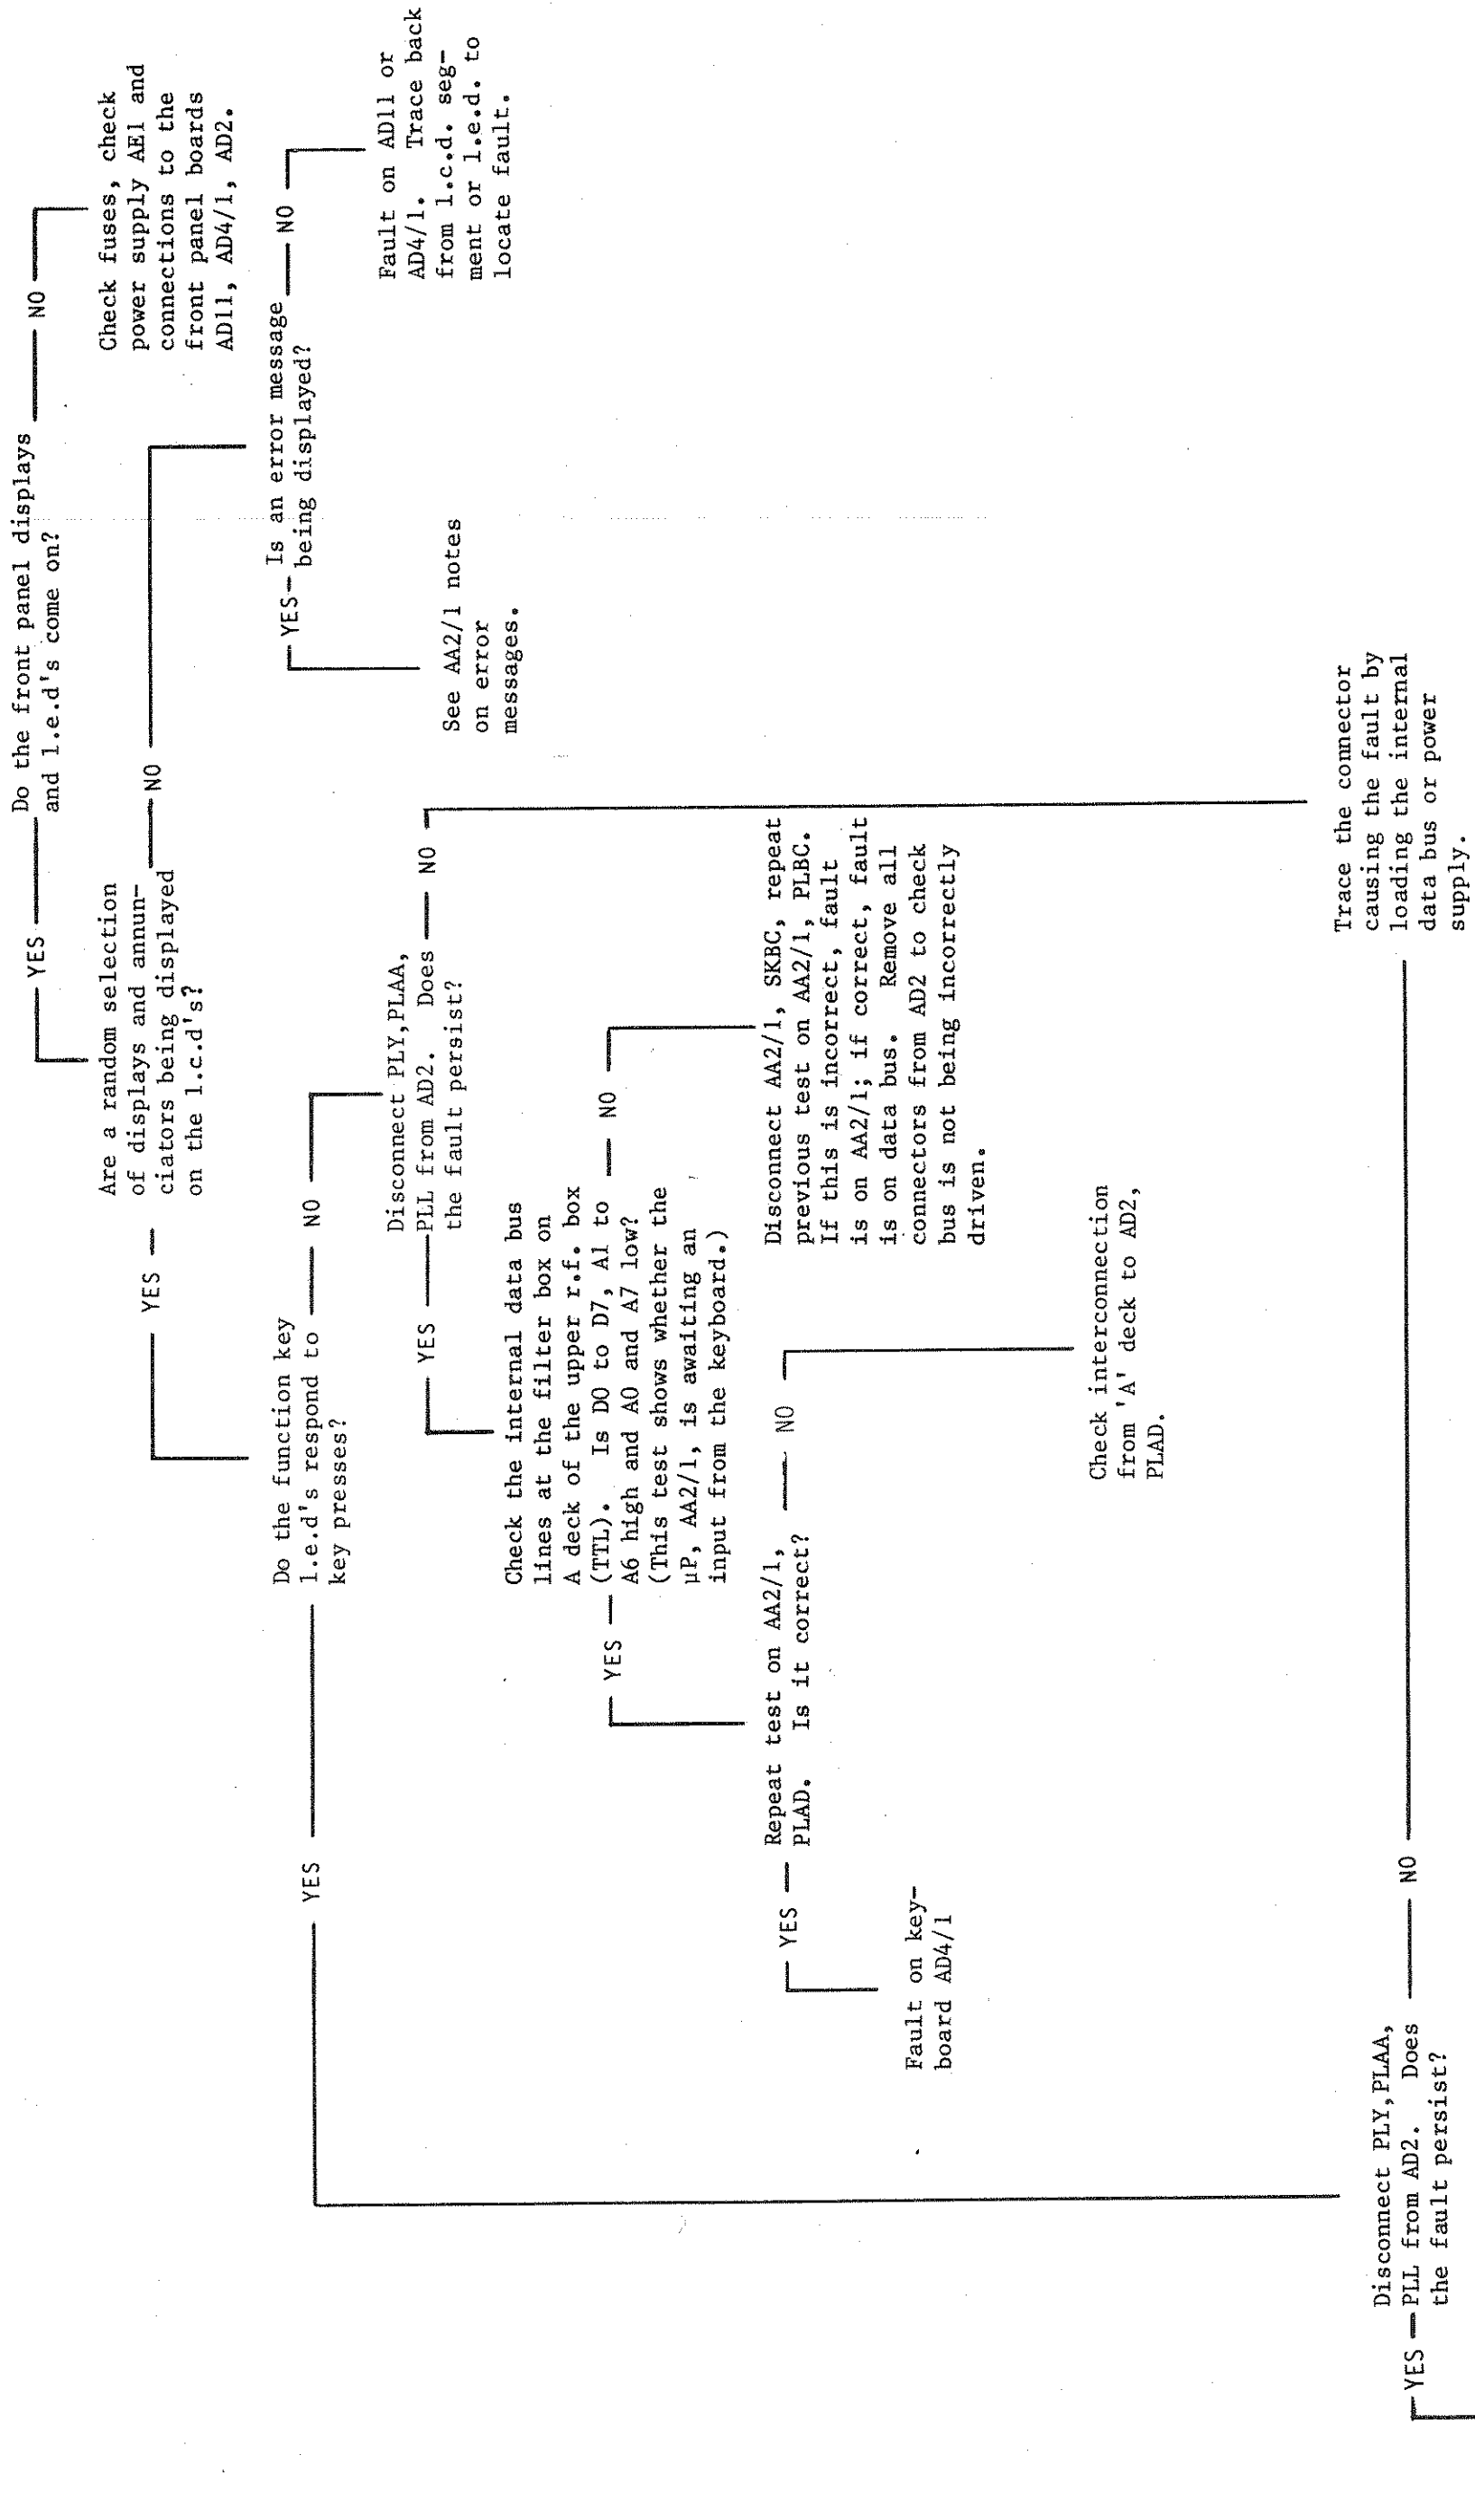 Do the front panel displays
and l.e.d's come on?
YES
NO
Check fuses, check
power supply AE1 and
connections to the
front panel boards
AD11, AD4/1, AD2.
Are a random selection
of displays and annun-
ciators being displayed
on the l.c.d's?
YES
NO
Is an error message
being displayed?
YES
NO
See AA2/1 notes
on error
messages.
Fault on AD11 or
AD4/1. Trace back
from l.c.d. seg-
ment or l.e.d. to
locate fault.
Do the function key
l.e.d's respond to
key presses?
YES
NO
Disconnect PLY,PLAA,
PLL from AD2. Does
the fault persist?
YES
NO
Check the internal data bus
lines at the filter box on
A deck of the upper r.f. box
(TTL). Is D0 to D7, A1 to
A6 high and A0 and A7 low?
(This test shows whether the
µP, AA2/1, is awaiting an
input from the keyboard.)
YES
NO
Disconnect AA2/1, SKBC, repeat
previous test on AA2/1, PLBC.
If this is incorrect, fault
is on AA2/1; if correct, fault
is on data bus. Remove all
connectors from AD2 to check
bus is not being incorrectly
driven.
Repeat test on AA2/1,
PLAD. Is it correct?
YES
NO
Fault on key-
board AD4/1
Check interconnection
from 'A' deck to AD2,
PLAD.
Disconnect PLY,PLAA,
PLL from AD2. Does
the fault persist?
YES
NO
Trace the connector
causing the fault by
loading the internal
data bus or power
supply.